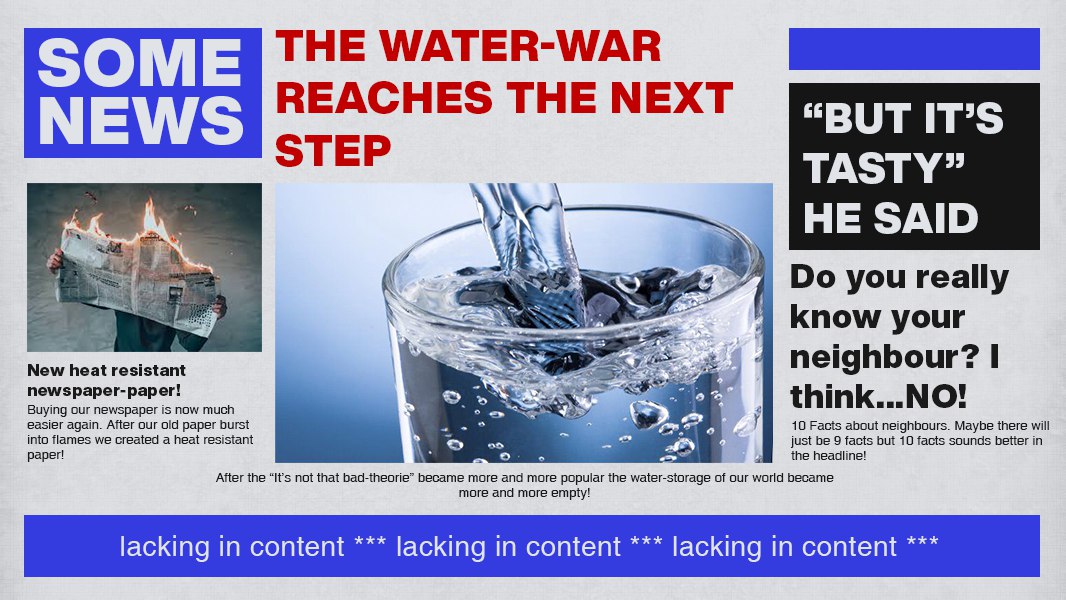 SOME
NEWS
THE WATER-WAR
REACHES THE NEXT
STEP
“BUT IT’S
TASTY”
HE SAID
Do you really
know your
neighbour? I
think...NO!
10 Facts about neighbours. Maybe there will
just be 9 facts but 10 facts sounds better in
the headline!
New heat resistant
newspaper-paper!
Buying our newspaper is now much
easier again. After our old paper burst
into flames we created a heat resistant
paper!
After the “It’s not that bad-theorie” became more and more popular the water-storage of our world became
more and more empty!
lacking in content *** lacking in content *** lacking in content ***